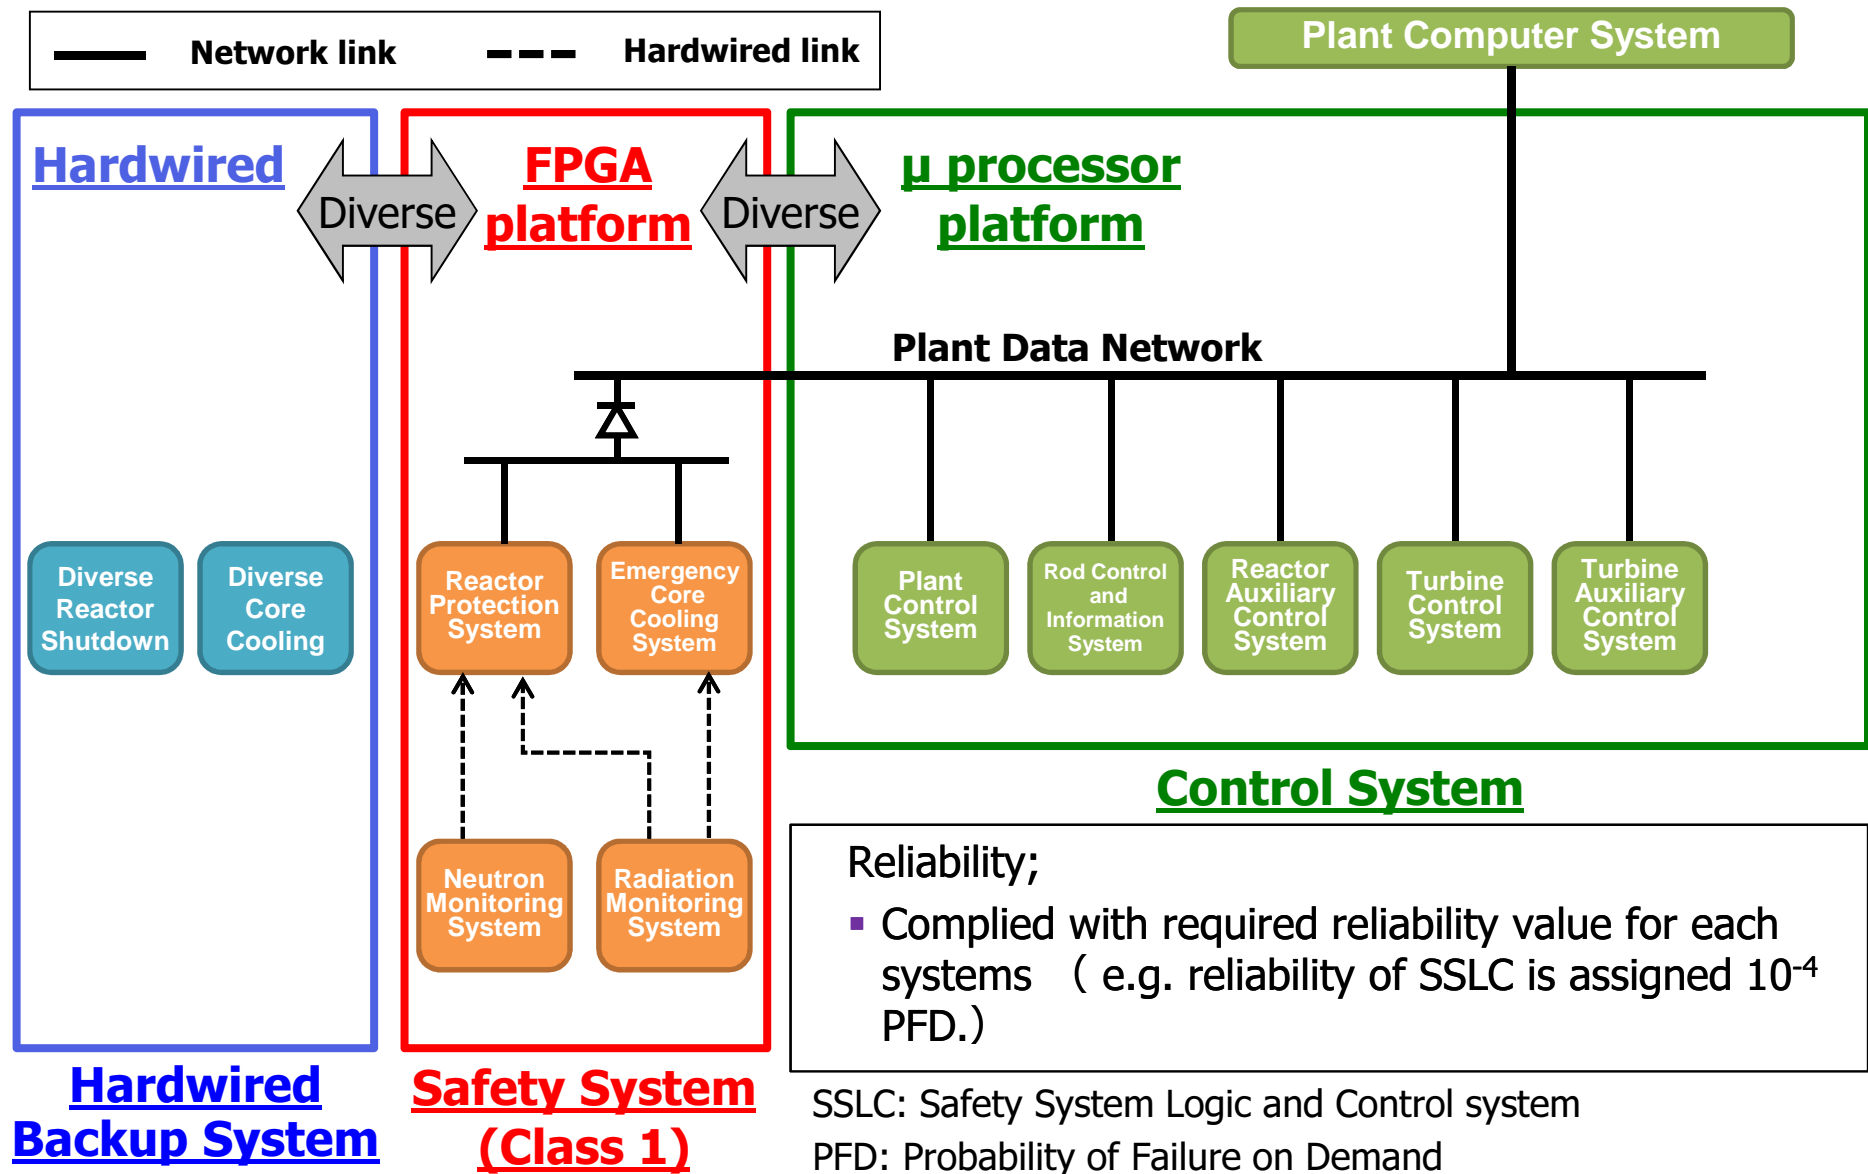 Network link
Hardwired link
Plant Computer System
Hardwired
Diverse
FPGA
platform
Diverse
μ processor
platform
Plant Data Network
Diverse
Reactor
Shutdown
Diverse
Core
Cooling
Reactor
Protection
System
Emergency
Core
Cooling
System
Plant
Control
System
Rod Control
and
Information
System
Reactor
Auxiliary
Control
System
Turbine
Control
System
Turbine
Auxiliary
Control
System
Neutron
Monitoring
System
Radiation
Monitoring
System
Control System
Reliability;
▪ Complied with required reliability value for each
systems （ e.g. reliability of SSLC is assigned 10⁻⁴
PFD.）
Hardwired
Backup System
Safety System
(Class 1)
SSLC: Safety System Logic and Control system
PFD: Probability of Failure on Demand